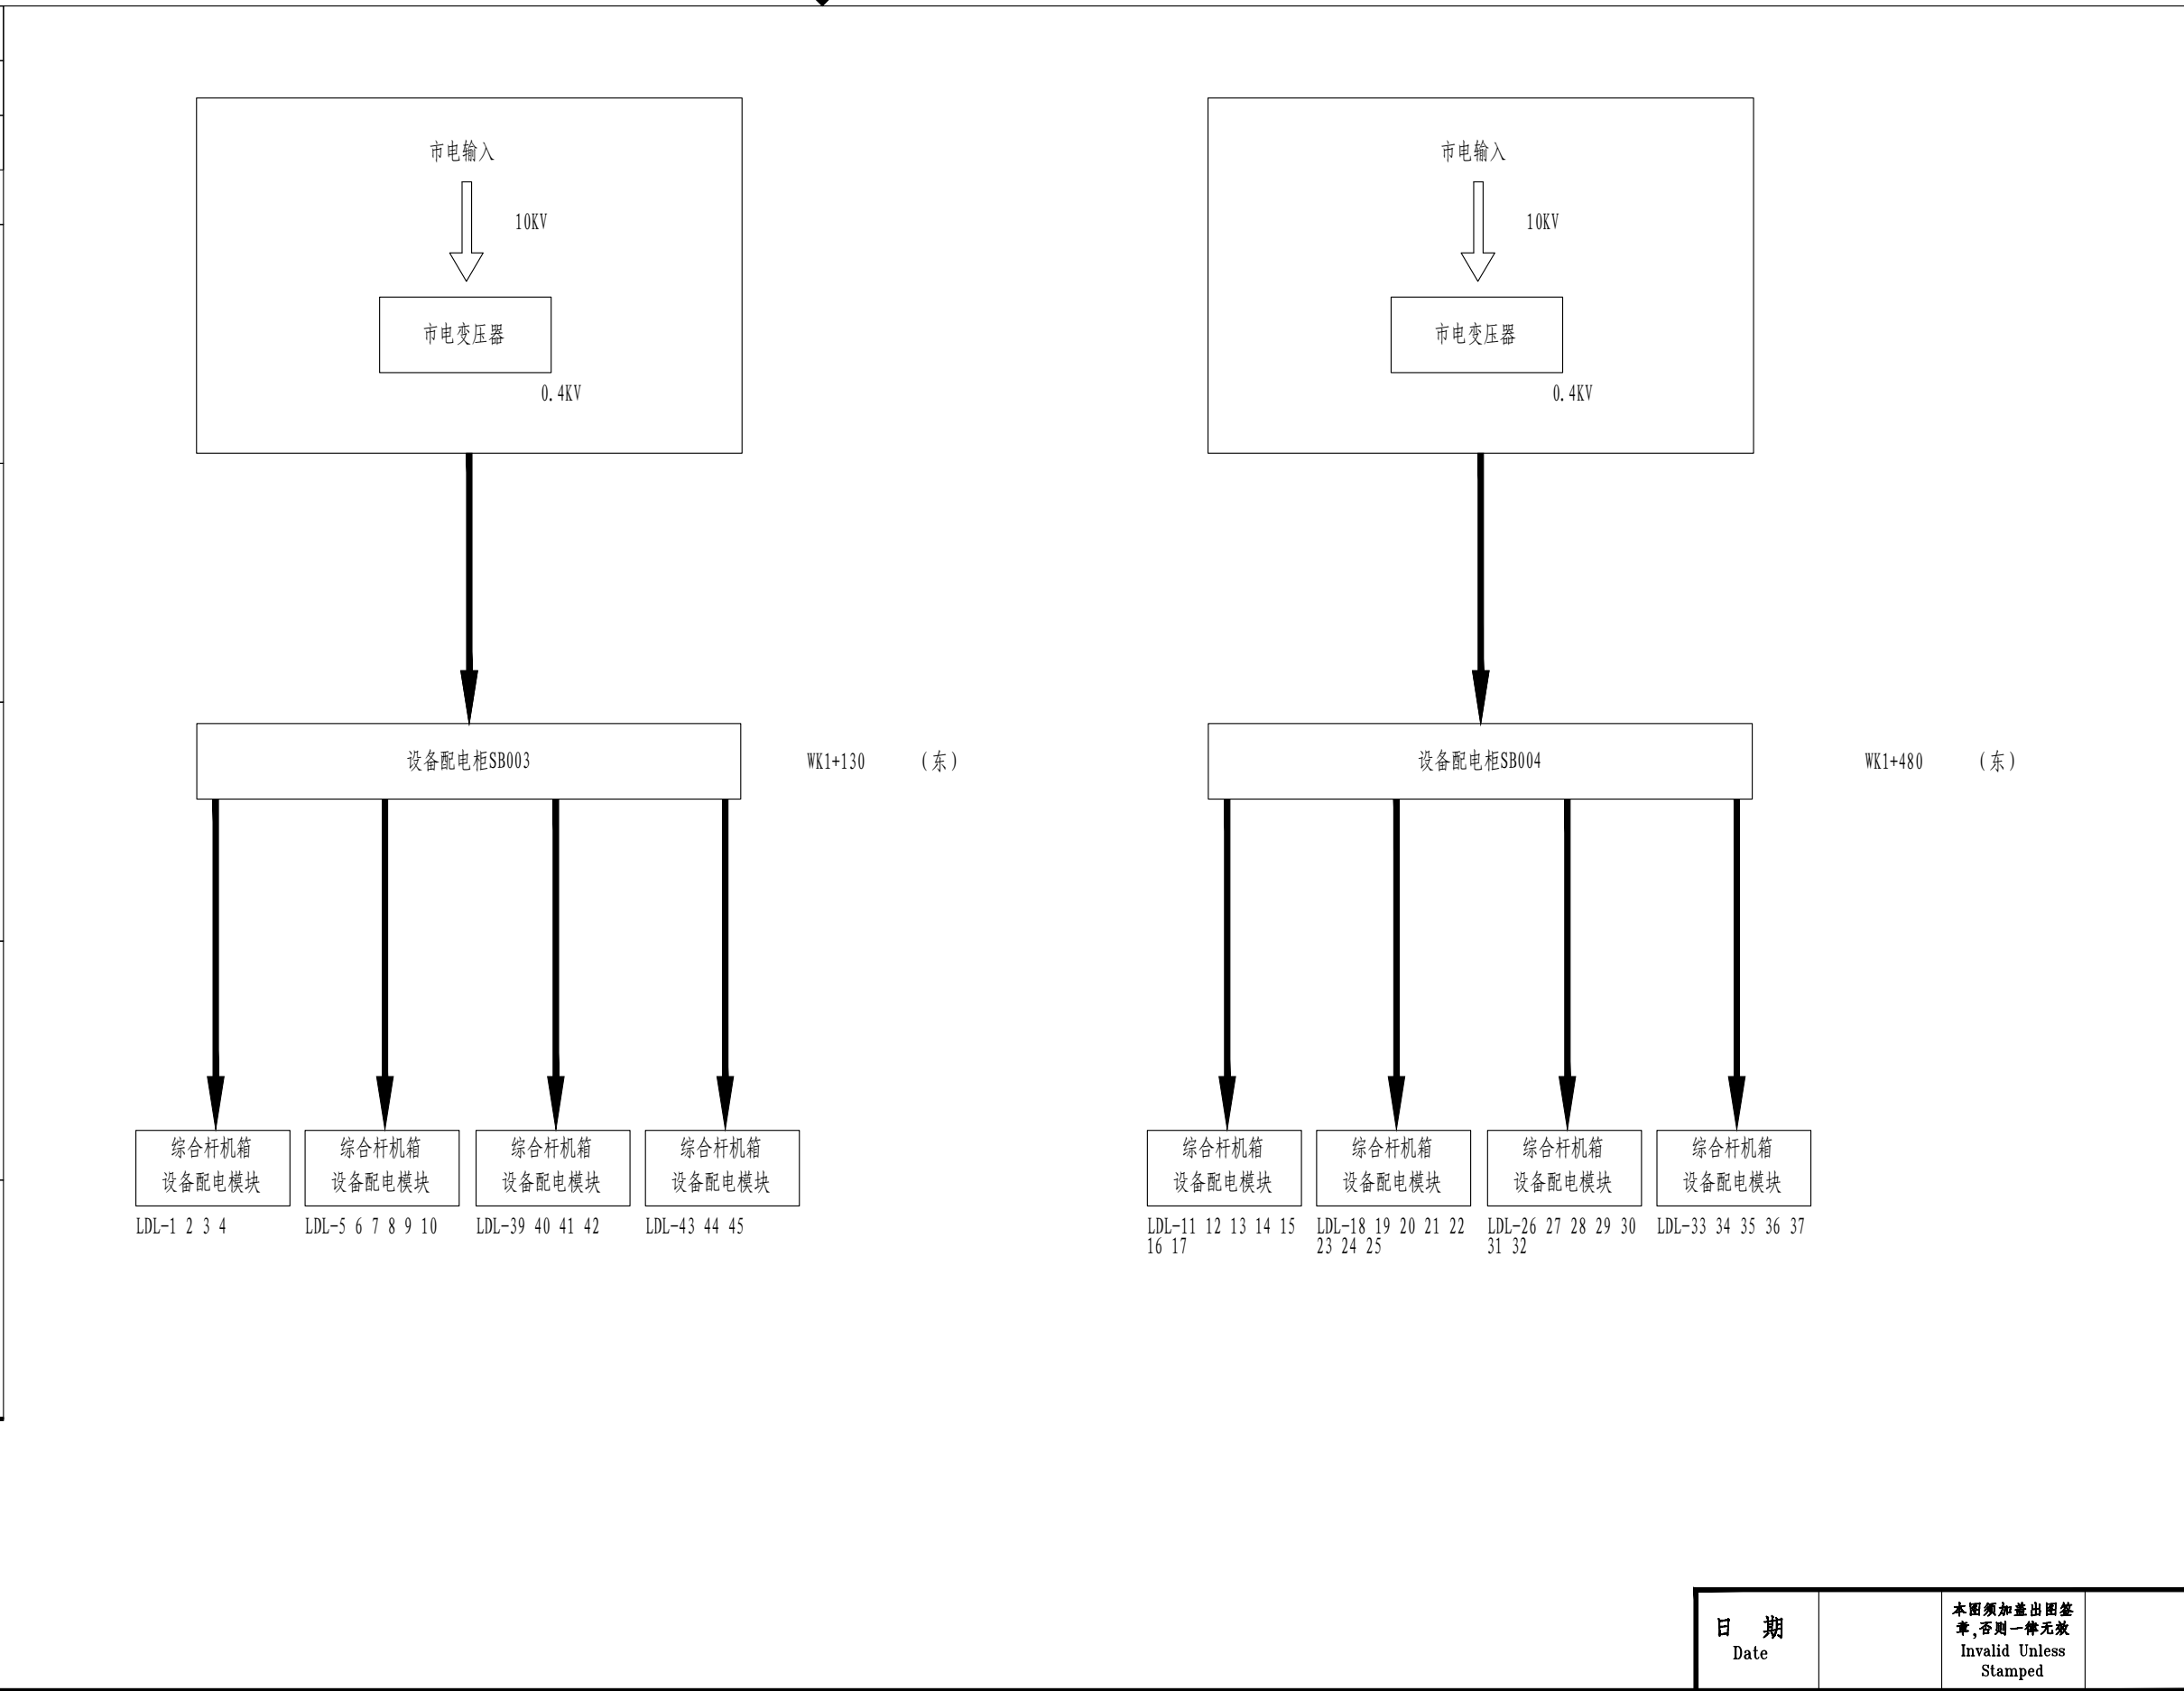 市电输入
10KV
市电变压器
0.4KV
设备配电柜SB003
WK1+130 (东)
综合杆机箱
设备配电模块
LDL-1 2 3 4
综合杆机箱
设备配电模块
LDL-5 6 7 8 9 10
综合杆机箱
设备配电模块
LDL-39 40 41 42
综合杆机箱
设备配电模块
LDL-43 44 45
市电输入
10KV
市电变压器
0.4KV
设备配电柜SB004
WK1+480 (东)
综合杆机箱
设备配电模块
LDL-11 12 13 14 15
16 17
综合杆机箱
设备配电模块
LDL-18 19 20 21 22
23 24 25
综合杆机箱
设备配电模块
LDL-26 27 28 29 30
31 32
综合杆机箱
设备配电模块
LDL-33 34 35 36 37
日 期
Date
本图须加盖出图签
章,否则一律无效
Invalid Unless
Stamped